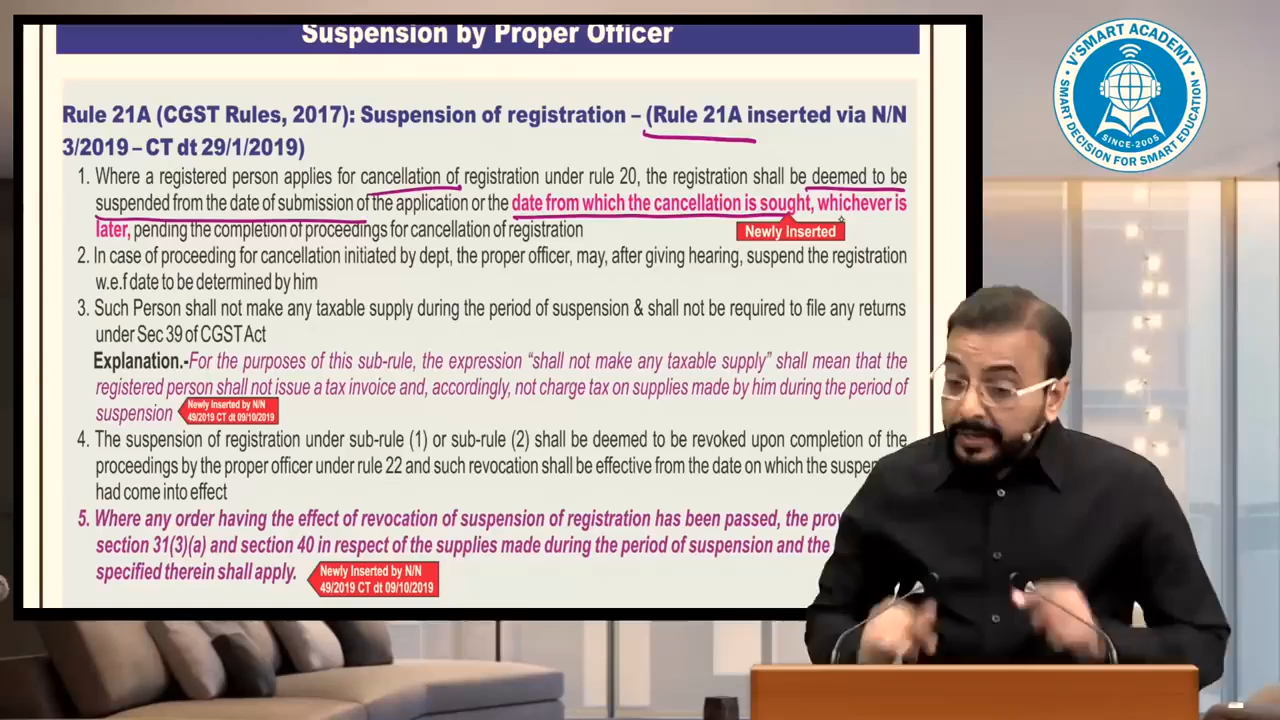 Suspension by Proper Officer
Rule 21A (CGST Rules, 2017): Suspension of registration – (Rule 21A inserted via N/N
3/2019 – CT dt 29/1/2019)
1. Where a registered person applies for cancellation of registration under rule 20, the registration shall be deemed to be
suspended from the date of submission of the application or the date from which the cancellation is sought, whichever is
later, pending the completion of proceedings for cancellation of registration
Newly Inserted
2. In case of proceeding for cancellation initiated by dept, the proper officer, may, after giving hearing, suspend the registration
w.e.f date to be determined by him
3. Such Person shall not make any taxable supply during the period of suspension & shall not be required to file any returns
under Sec 39 of CGST Act
Explanation.-For the purposes of this sub-rule, the expression “shall not make any taxable supply” shall mean that the
registered person shall not issue a tax invoice and, accordingly, not charge tax on supplies made by him during the period of
suspension
Newly Inserted by N/N
49/2019 CT dt 09/10/2019
4. The suspension of registration under sub-rule (1) or sub-rule (2) shall be deemed to be revoked upon completion of the
proceedings by the proper officer under rule 22 and such revocation shall be effective from the date on which the
had come into effect
5. Where any order having the effect of revocation of suspension of registration has been passed, the
section 31(3)(a) and section 40 in respect of the supplies made during the period of suspension and the
specified therein shall apply.
Newly Inserted by N/N
49/2019 CT dt 09/10/2019
V'SMART ACADEMY
SMART DECISION FOR SMART EDUCATION
SINCE-2005